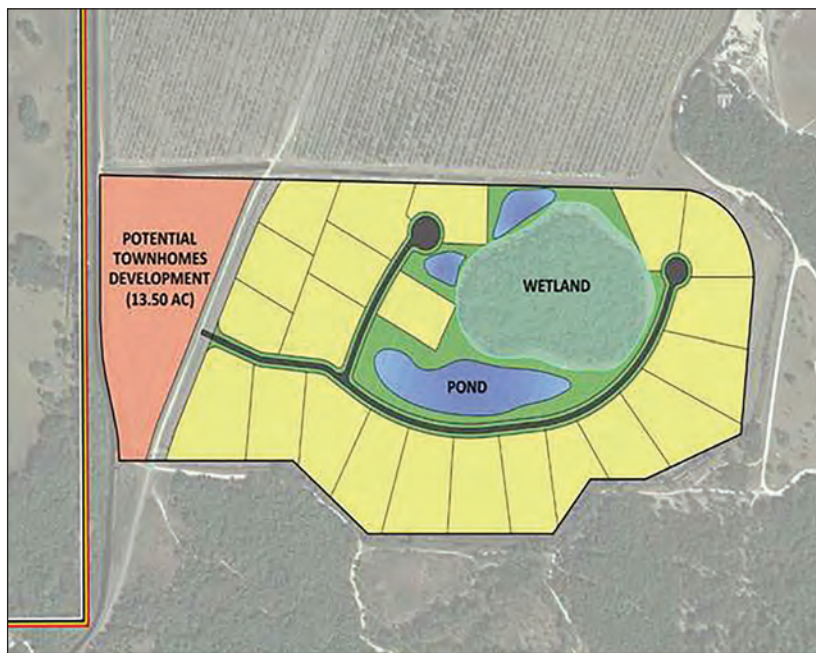 POTENTIAL
TOWNHOMES
DEVELOPMENT
(13.50 AC)
WETLAND
POND